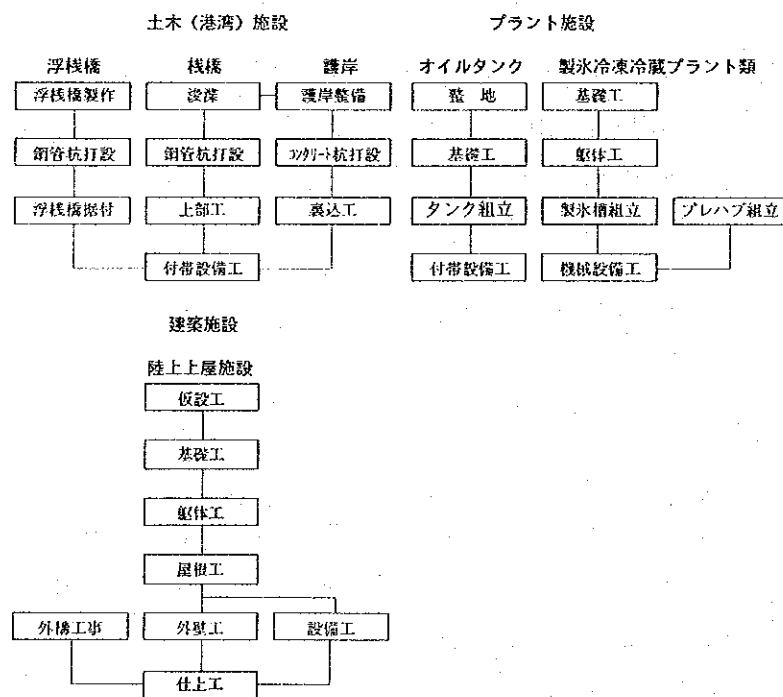 土木（港湾）施設
プラント施設
浮桟橋
桟橋
護岸
オイルタンク
製氷冷凍冷蔵プラント類
浮桟橋製作
浚渫
護岸整備
整　地
基礎工
鋼管杭打設
鋼管杭打設
コンクリート杭打設
基礎工
躯体工
浮桟橋据付
上部工
裏込工
タンク組立
製氷槽組立
プレハブ組立
付帯設備工
付帯設備工
機械設備工
建築施設
陸上上屋施設
仮設工
基礎工
躯体工
屋根工
外構工事
外壁工
設備工
仕上工